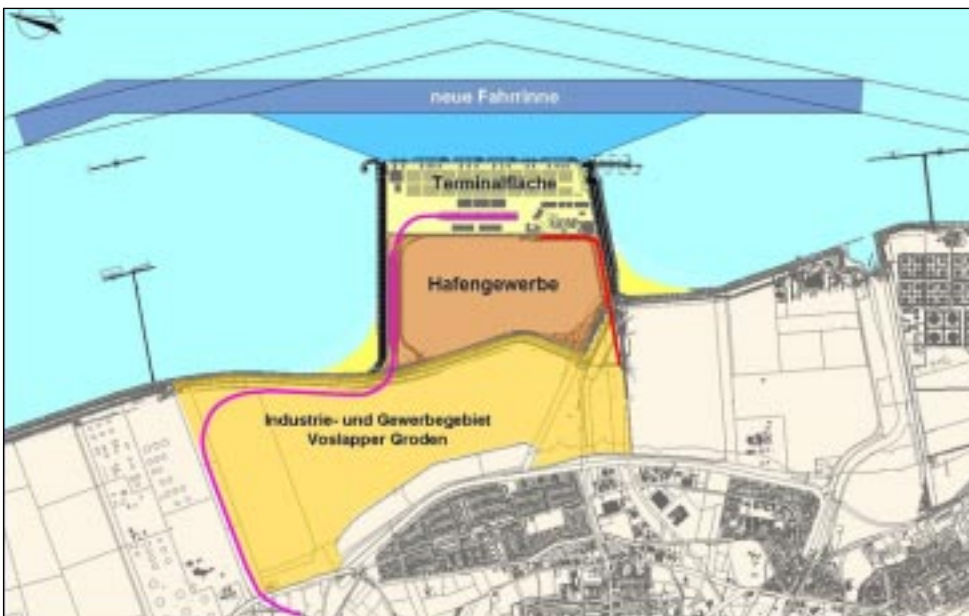 neue Fahrrinne
Terminalfläche
Hafengewerbe
Industrie- und Gewerbegebiet
Voslapper Groden